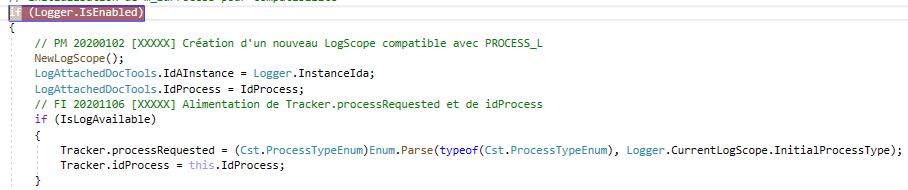 if (Logger.IsEnabled)
{
// PM 20200102 [XXXXX] Création d'un nouveau LogScope compatible avec PROCESS_L
NewLogScope();
LogAttachedDocTools.IdAInstance = Logger.InstanceIda;
LogAttachedDocTools.IdProcess = IdProcess;
// FI 20201106 [XXXXX] Alimentation de Tracker.processRequested et de idProcess
if (IsLogAvailable)
{
Tracker.processRequested = (Cst.ProcessTypeEnum)Enum.Parse(typeof(Cst.ProcessTypeEnum), Logger.CurrentLogScope.InitialProcessType);
Tracker.idProcess = this.IdProcess;
}